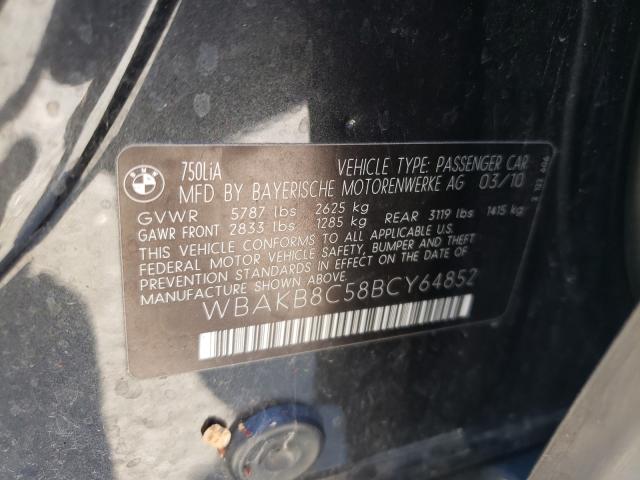 BMW
750LiA VEHICLE TYPE: PASSENGER CAR
MFD BY BAYERISCHE MOTORENWERKE AG 03/10
GVWR 5787 lbs 2625 kg
GAWR FRONT 2833 lbs 1285 kg REAR 3119 lbs 1415 kg
THIS VEHICLE CONFORMS TO ALL APPLICABLE U.S.
FEDERAL MOTOR VEHICLE SAFETY, BUMPER AND THEFT
PREVENTION STANDARDS IN EFFECT ON THE DATE OF
MANUFACTURE SHOWN ABOVE.
WBAKB8C58BCY64852